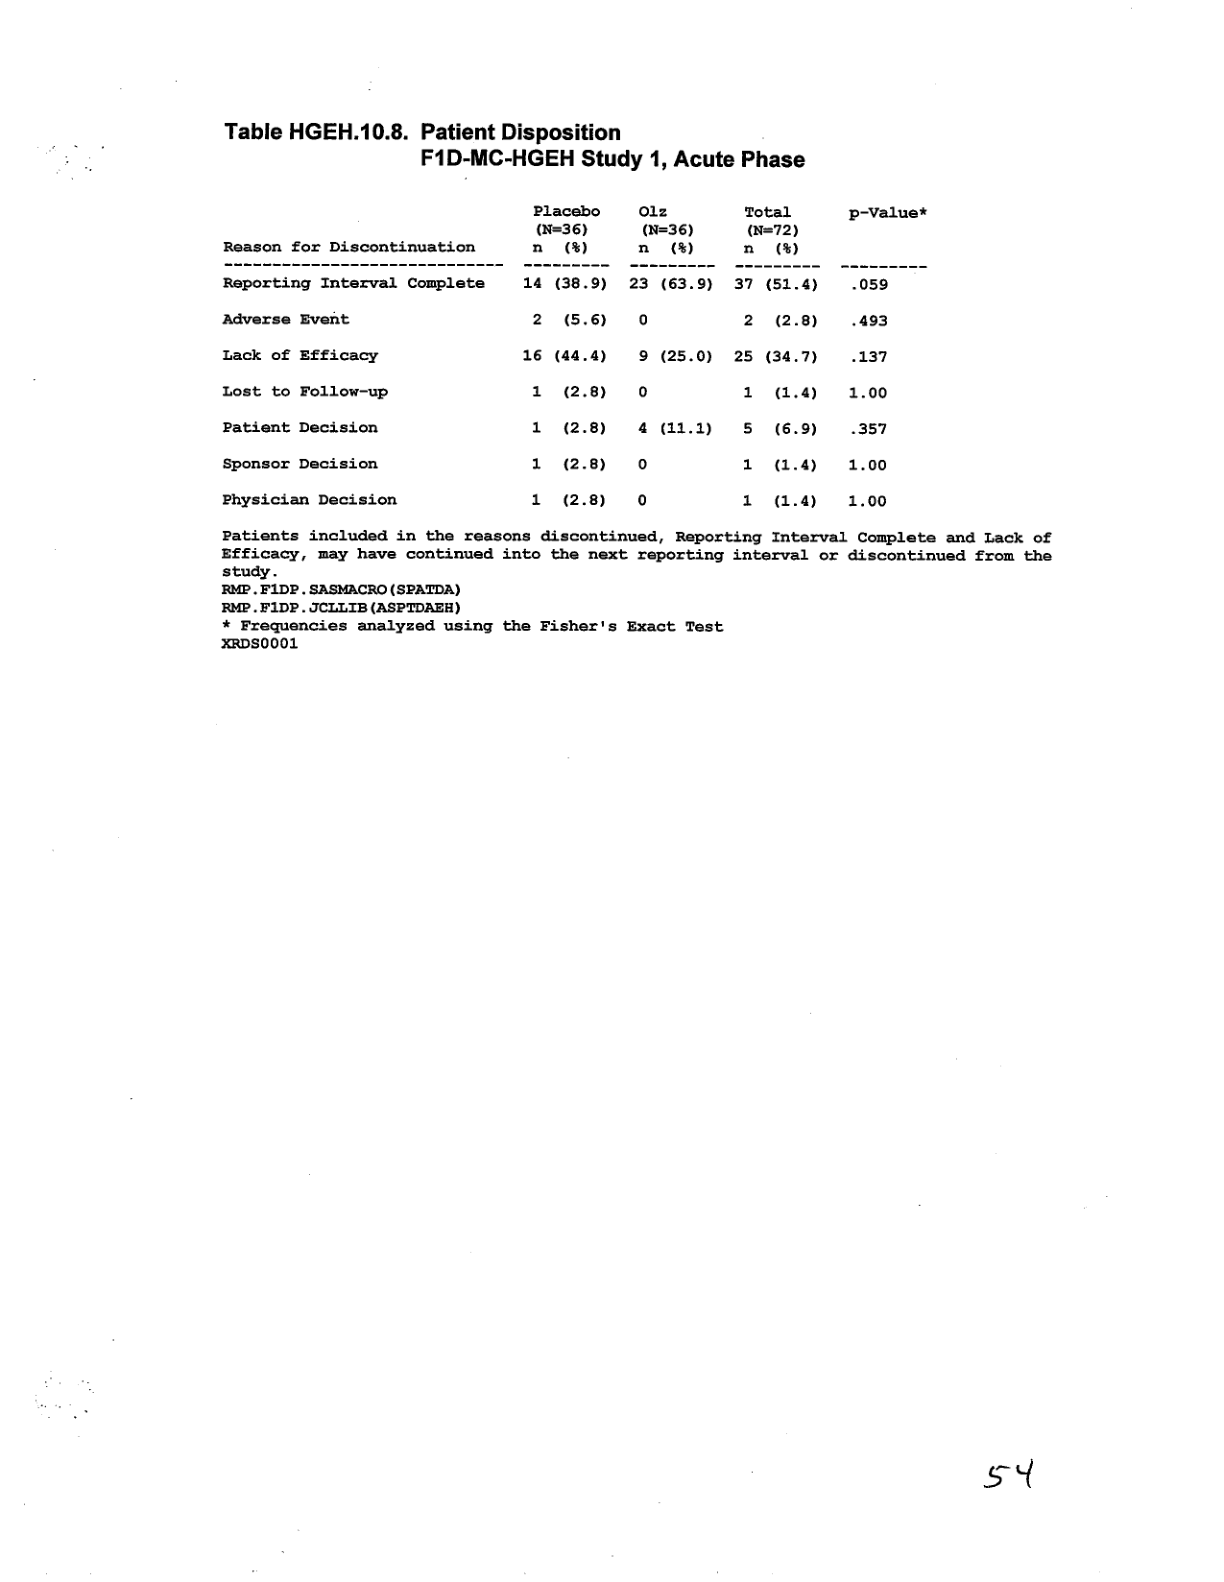 Table HGEH.10.8. Patient Disposition
F1D-MC-HGEH Study 1, Acute Phase
Placebo Olz Total p-Value*
(N=36) (N=36) (N=72)
Reason for Discontinuation n (%) n (%) n (%)
----------------------------- --------- --------- --------- ---------
Reporting Interval Complete 14 (38.9) 23 (63.9) 37 (51.4) .059
Adverse Event 2 (5.6) 0 2 (2.8) .493
Lack of Efficacy 16 (44.4) 9 (25.0) 25 (34.7) .137
Lost to Follow-up 1 (2.8) 0 1 (1.4) 1.00
Patient Decision 1 (2.8) 4 (11.1) 5 (6.9) .357
Sponsor Decision 1 (2.8) 0 1 (1.4) 1.00
Physician Decision 1 (2.8) 0 1 (1.4) 1.00
Patients included in the reasons discontinued, Reporting Interval Complete and Lack of
Efficacy, may have continued into the next reporting interval or discontinued from the
study.
RMP.F1DP.SASMACRO(SPATDA)
RMP.F1DP.JCLLIB(ASPTDAEH)
* Frequencies analyzed using the Fisher's Exact Test
XRDS0001
54